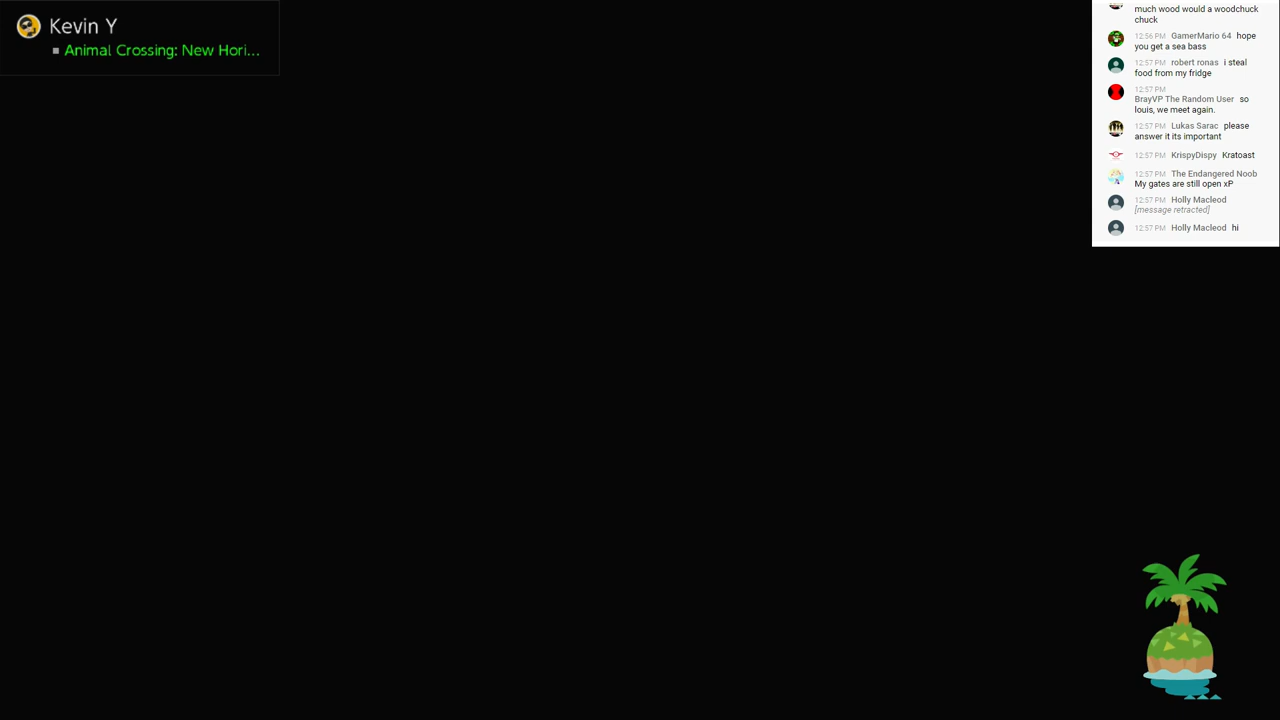 Kevin Y
Animal Crossing: New Hori...
much wood would a woodchuck
chuck
12:56 PM GamerMario 64 hope
you get a sea bass
12:57 PM robert ronas i steal
food from my fridge
12:57 PM
BrayVP The Random User so
louis, we meet again.
12:57 PM Lukas Sarac please
answer it its important
12:57 PM KrispyDispy Kratoast
12:57 PM The Endangered Noob
My gates are still open xP
12:57 PM Holly Macleod
[message retracted]
12:57 PM Holly Macleod hi